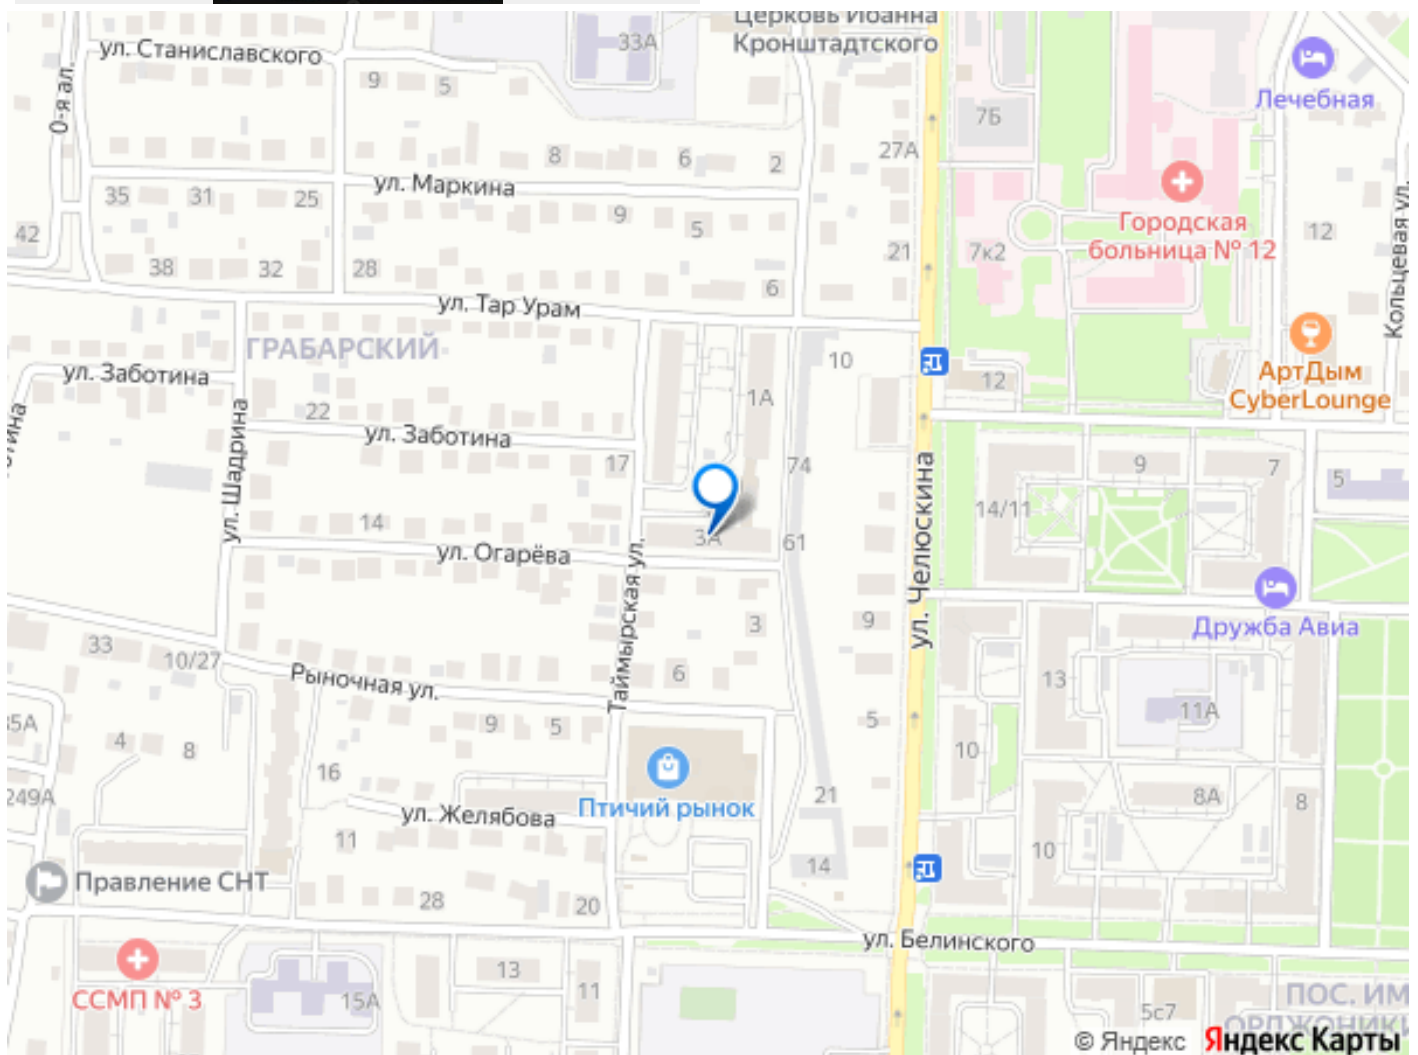 Церковь Иоанна
Кронштадтского
33А
ул. Станиславского
0-я ал.
9
5
7Б
Лечебная
27А
8
6
2
ул. Маркина
35
31
25
9
5
Городская
больница № 12
42
38
32
28
6
21
7к2
12
Кольцевая ул.
ул. Тар Урам
ГРАБАРСКИЙ
10
12
АртДым
CyberLounge
ул. Заботина
1А
22
ул. Заботина
17
74
9
7
5
ул. Шадрина
14
14/11
ул. Огарёва
3А
61
ул. Челюскина
Таймырская ул.
3
9
Дружба Авиа
33
10/27
Рыночная ул.
6
13
11А
35А
4
8
9
5
5
10
16
Птичий рынок
249А
21
8А
8
ул. Желябова
11
14
10
Правление СНТ
28
20
ул. Белинского
13
11
ССМП № 3
15А
5с7
ПОС. ИМ
ОРДЖОНИКИ
© Яндекс Яндекс Карты